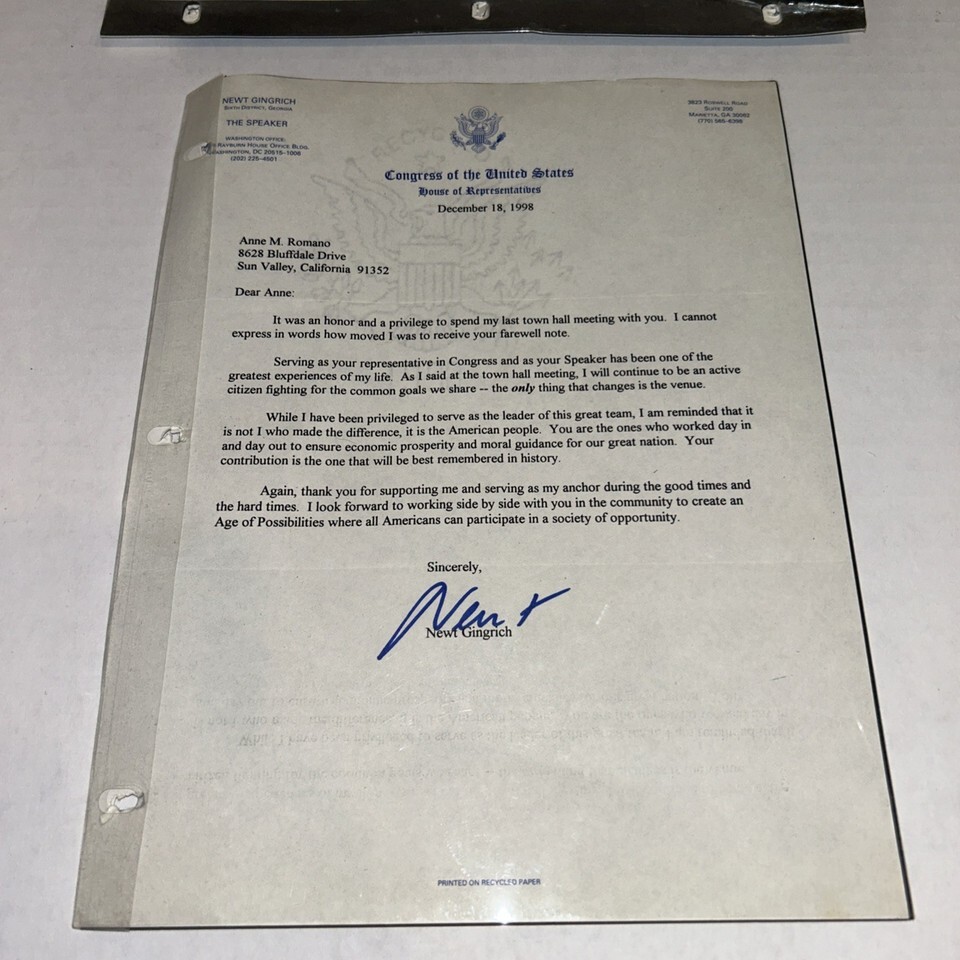 NEWT GINGRICH
SIXTH DISTRICT, GEORGIA
THE SPEAKER
WASHINGTON OFFICE:
RAYBURN HOUSE OFFICE BLDG.
WASHINGTON, DC 20515-1006
(202) 225-4501
3823 ROSWELL ROAD
SUITE 200
MARIETTA, GA 30062
(770) 565-6398
Congress of the United States
House of Representatives
December 18, 1998
Anne M. Romano
8628 Bluffdale Drive
Sun Valley, California 91352
Dear Anne:
It was an honor and a privilege to spend my last town hall meeting with you. I cannot
express in words how moved I was to receive your farewell note.
Serving as your representative in Congress and as your Speaker has been one of the
greatest experiences of my life. As I said at the town hall meeting, I will continue to be an active
citizen fighting for the common goals we share -- the only thing that changes is the venue.
While I have been privileged to serve as the leader of this great team, I am reminded that it
is not I who made the difference, it is the American people. You are the ones who worked day in
and day out to ensure economic prosperity and moral guidance for our great nation. Your
contribution is the one that will be best remembered in history.
Again, thank you for supporting me and serving as my anchor during the good times and
the hard times. I look forward to working side by side with you in the community to create an
Age of Possibilities where all Americans can participate in a society of opportunity.
Sincerely,
Newt
Newt Gingrich
PRINTED ON RECYCLED PAPER